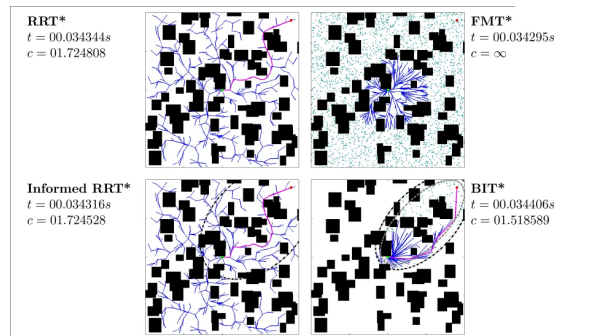 RRT*
t = 00.034344s
c = 01.724808
FMT*
t = 00.034295s
c = ∞
Informed RRT*
t = 00.034316s
c = 01.724528
BIT*
t = 00.034406s
c = 01.518589